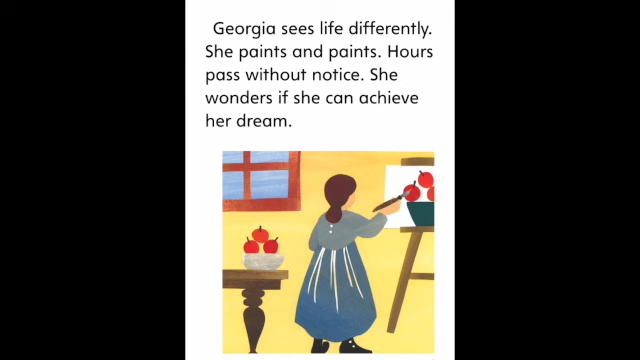 Georgia sees life differently.
She paints and paints. Hours
pass without notice. She
wonders if she can achieve
her dream.